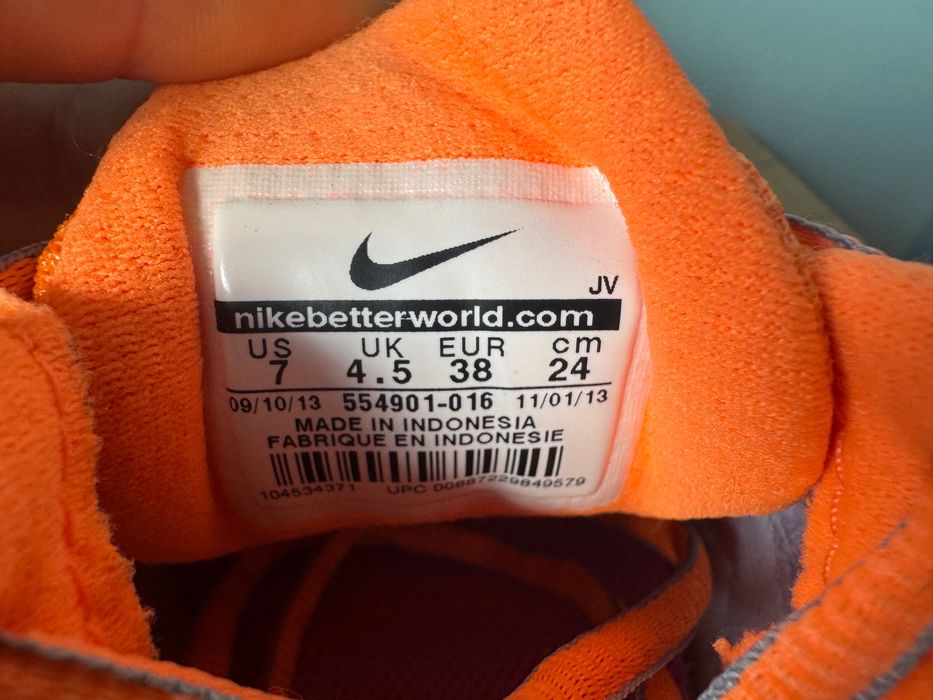 JV
nikebetterworld.com
US UK EUR cm
7 4.5 38 24
09/10/13 554901-016 11/01/13
MADE IN INDONESIA
FABRIQUE EN INDONESIE
104534371 UPC 00887229849579